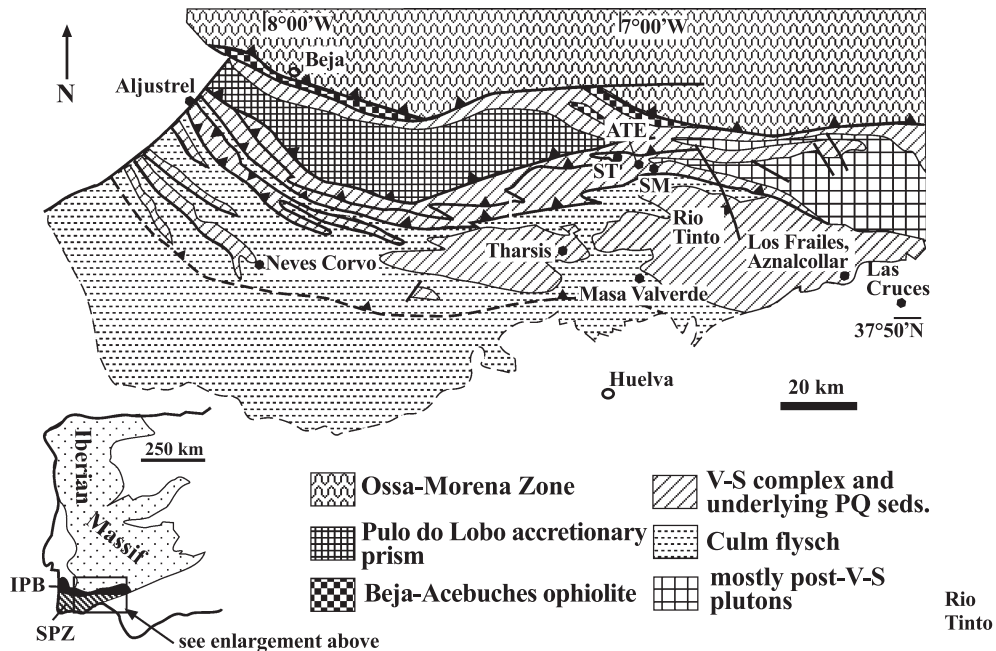 8°00'W
7°00'W
Beja
Aljustrel
N
ATE
ST
SM
Rio
Tinto
Tharsis
Los Frailes,
Aznalcollar
Neves Corvo
Las
Cruces
Masa Valverde
37°50'N
Huelva
20 km
Iberian
Massif
250 km
IPB
SPZ
see enlargement above
Ossa-Morena Zone
Pulo do Lobo accretionary
prism
Beja-Acebuches ophiolite
V-S complex and
underlying PQ seds.
Culm flysch
mostly post-V-S
plutons
Rio
Tinto